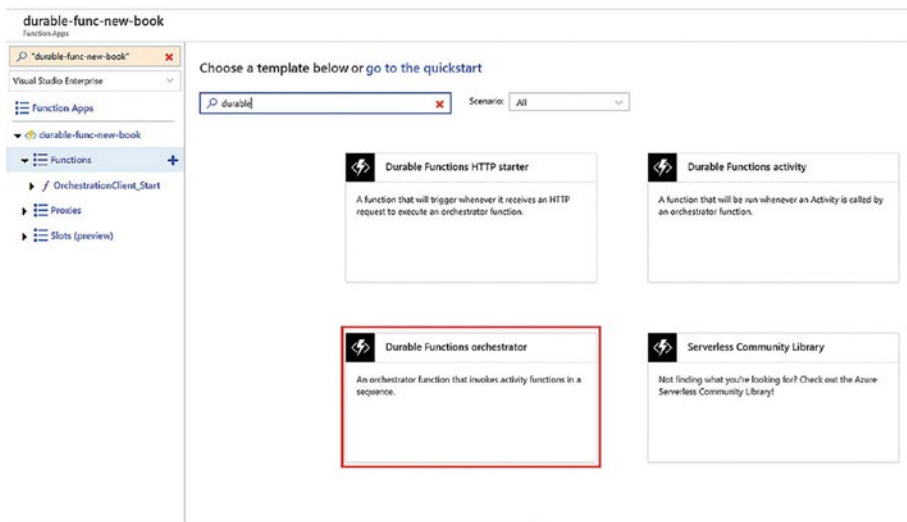 durable-func-new-book
Function Apps
"durable-func-new-book"
Visual Studio Enterprise
Function Apps
durable-func-new-book
Functions
f OrchestrationClient_Start
Proxies
Slots (preview)
Choose a template below or go to the quickstart
durable
Scenario: All
Durable Functions HTTP starter
A function that will trigger whenever it receives an HTTP
request to execute an orchestrator function.
Durable Functions activity
A function that will be run whenever an Activity is called by
an orchestrator function.
Durable Functions orchestrator
An orchestrator function that invokes activity functions in a
sequence.
Serverless Community Library
Not finding what you're looking for? Check out the Azure
Serverless Community Library!